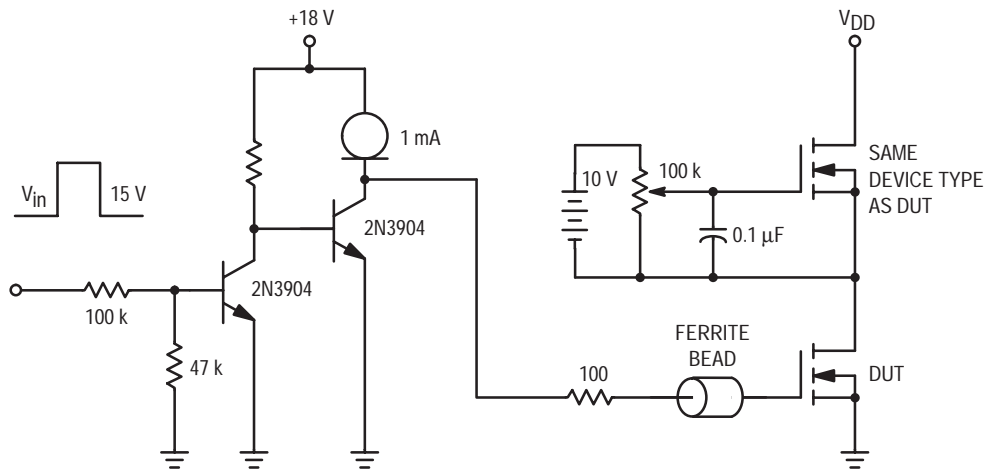 +18 V
V_DD
1 mA
V_in
15 V
10 V
100 k
SAME
DEVICE TYPE
AS DUT
2N3904
0.1 μF
2N3904
100 k
47 k
FERRITE
BEAD
100
DUT